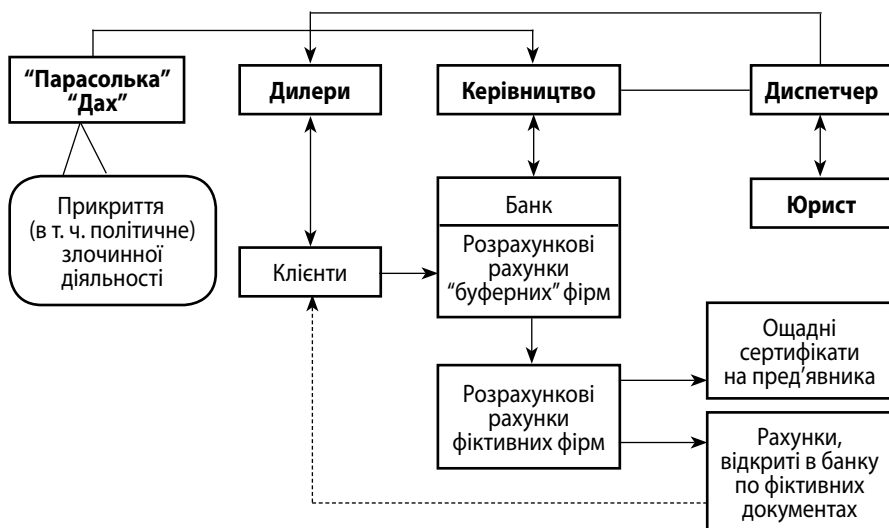 “Парасолька”
“Дах”
Дилери
Керівництво
Диспетчер
Прикриття
(в т. ч. політичне)
злочинної
діяльності
Клієнти
Банк
Розрахункові
рахунки
“буферних” фірм
Юрист
Розрахункові
рахунки
фіктивних фірм
Ощадні
сертифікати
на пред’явника
Рахунки,
відкриті в банку
по фіктивних
документах